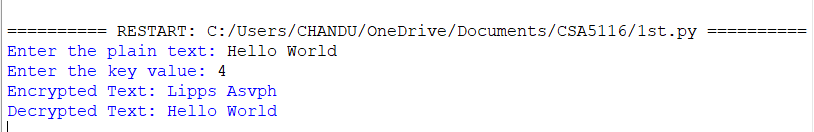 ========== RESTART: C:/Users/CHANDU/OneDrive/Documents/CSA5116/1st.py ==========
Enter the plain text: Hello World
Enter the key value: 4
Encrypted Text: Lipps Asvph
Decrypted Text: Hello World